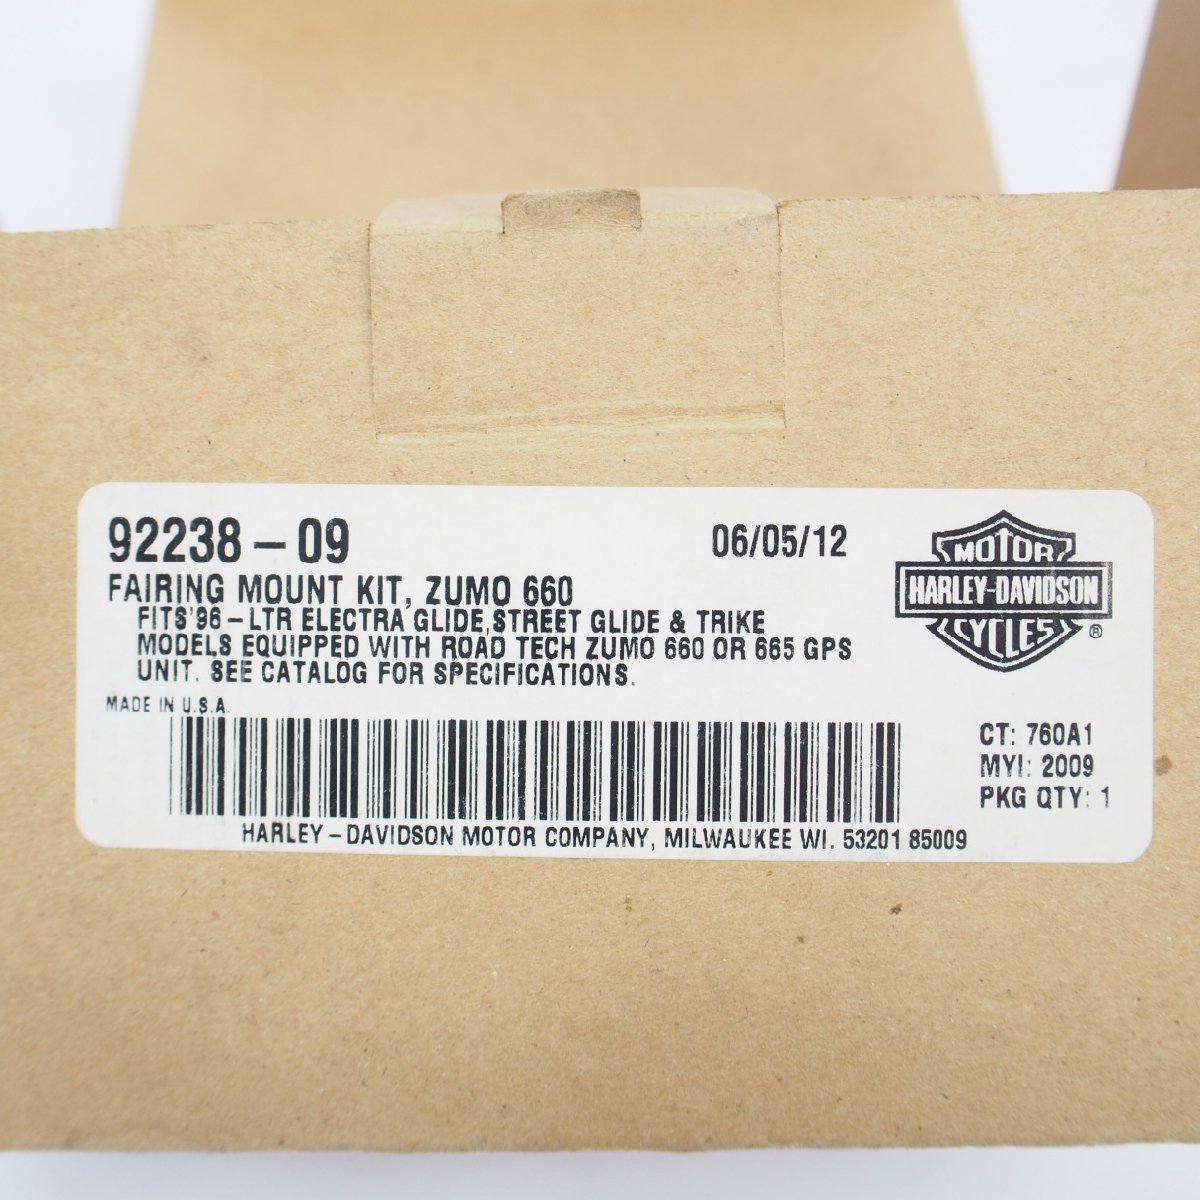 92238-09
06/05/12
FAIRING MOUNT KIT, ZUMO 660
FITS'96-LTR ELECTRA GLIDE,STREET GLIDE & TRIKE
MODELS EQUIPPED WITH ROAD TECH ZUMO 660 OR 665 GPS
UNIT. SEE CATALOG FOR SPECIFICATIONS.
MADE IN U.S.A.
MOTOR
HARLEY-DAVIDSON
CYCLES®
CT: 760A1
MYI: 2009
PKG QTY: 1
HARLEY-DAVIDSON MOTOR COMPANY, MILWAUKEE WI. 53201 85009